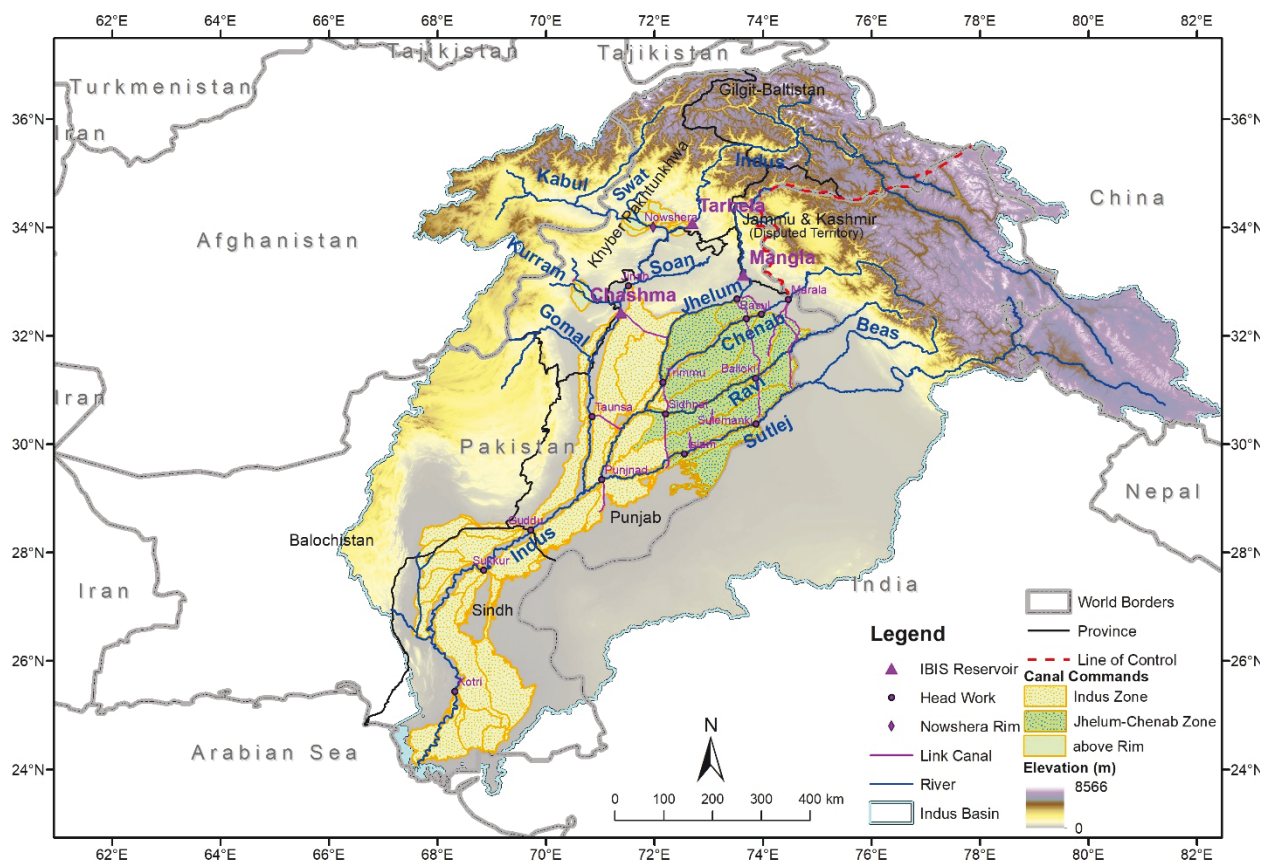 62°E 64°E 66°E 68°E 70°E 72°E 74°E 76°E 78°E 80°E 82°E
Tajikistan
Tajikistan
Turkmenistan
Gilgit-Baltistan
36°N
36°N
Iran
Indus
Kabul
Swat
Khyber Pakhtunkhwa
China
34°N
34°N
Nowshera
Tarbela
Jammu & Kashmir
(Disputed Territory)
Afghanistan
Kurram
Soan
Mangla
Chashma
Jhelum
Marala
Rasul
Gomal
Chenab
Beas
32°N
32°N
Trimmu
Balloki
Ravi
Iran
Taunsa
Sidhnai
Sulemanki
Sutlej
30°N
30°N
Pakistan
Islam
Punjnad
Nepal
Punjab
Guddu
Balochistan
Indus
28°N
28°N
Sukkur
India
Iran
Sindh
26°N
26°N
Kotri
Arabian Sea
24°N
24°N
N
0 100 200 300 400 km
Legend
IBIS Reservoir
Head Work
Nowshera Rim
Link Canal
River
Indus Basin
World Borders
Province
Line of Control
Canal Commands
Indus Zone
Jhelum-Chenab Zone
above Rim
Elevation (m)
8566
0
62°E 64°E 66°E 68°E 70°E 72°E 74°E 76°E 78°E 80°E 82°E